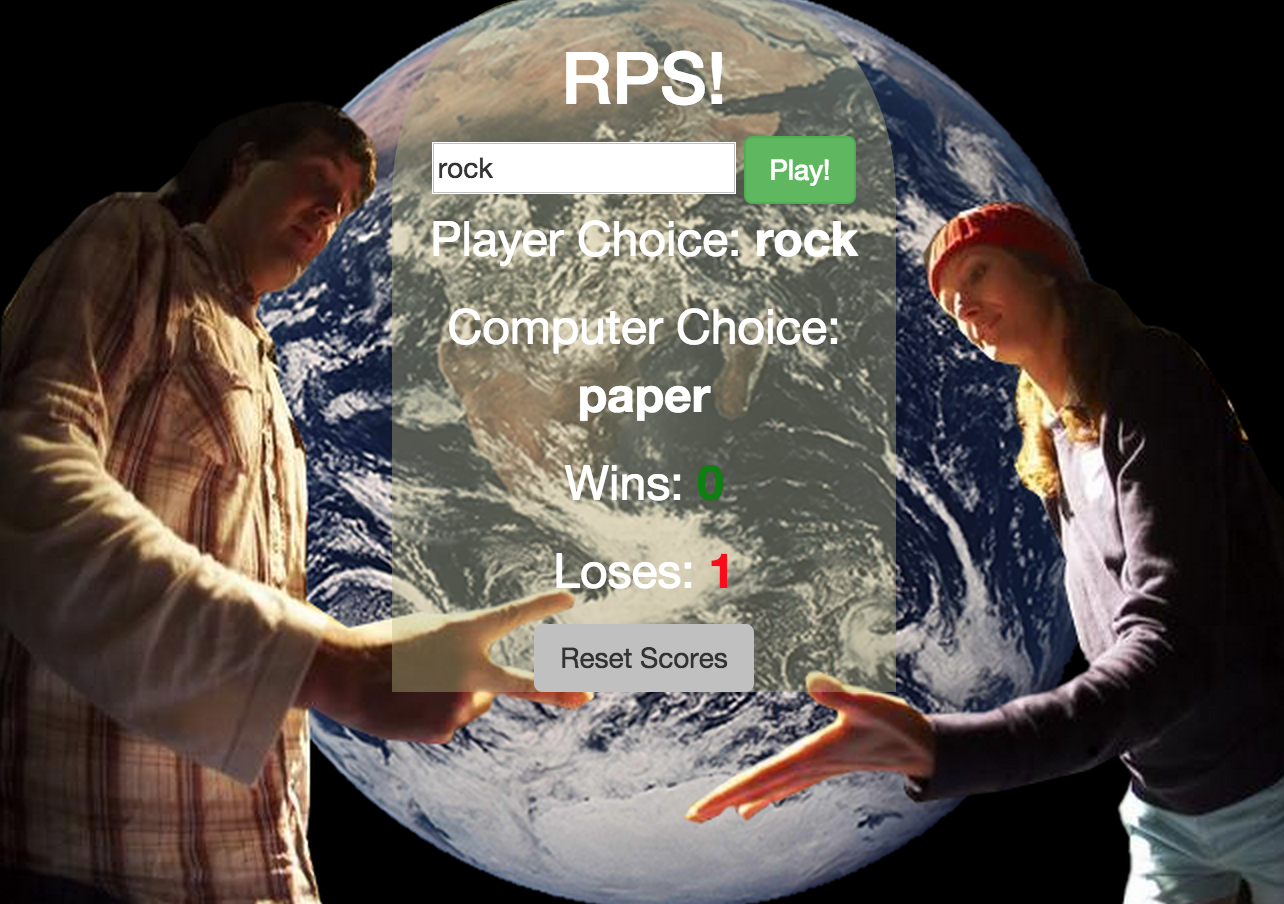 RPS!
rock Play!
Player Choice: rock
Computer Choice:
paper
Wins: 0
Loses: 1
Reset Scores